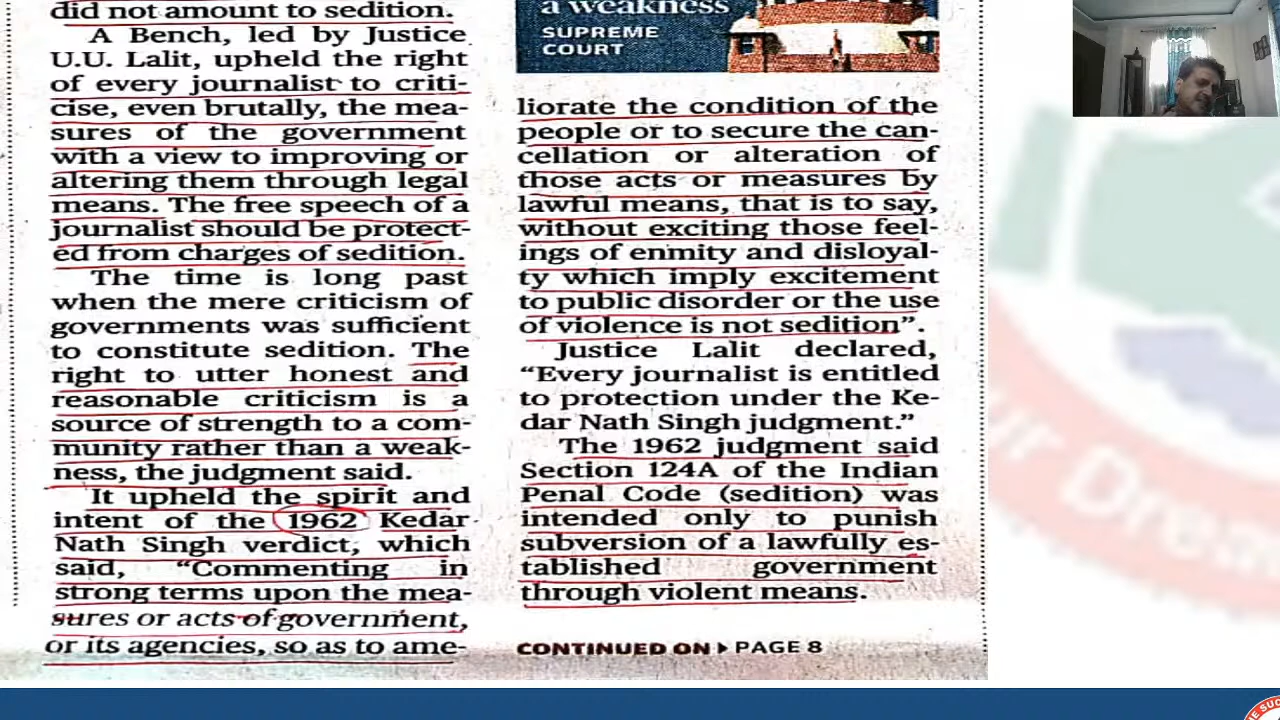 did not amount to sedition.
A Bench, led by Justice
U.U. Lalit, upheld the right
of every journalist to criti-
cise, even brutally, the mea-
sures of the government
with a view to improving or
altering them through legal
means. The free speech of a
journalist should be protect-
ed from charges of sedition.
The time is long past
when the mere criticism of
governments was sufficient
to constitute sedition. The
right to utter honest and
reasonable criticism is a
source of strength to a com-
munity rather than a weak-
ness, the judgment said.
It upheld the spirit and
intent of the 1962 Kedar
Nath Singh verdict, which
said, “Commenting in
strong terms upon the mea-
sures or acts of government,
or its agencies, so as to ame-
a weakness
SUPREME
COURT
liorate the condition of the
people or to secure the can-
cellation or alteration of
those acts or measures by
lawful means, that is to say,
without exciting those feel-
ings of enmity and disloyal-
ty which imply excitement
to public disorder or the use
of violence is not sedition”.
Justice Lalit declared,
“Every journalist is entitled
to protection under the Ke-
dar Nath Singh judgment.”
The 1962 judgment said
Section 124A of the Indian
Penal Code (sedition) was
intended only to punish
subversion of a lawfully es-
tablished government
through violent means.
CONTINUED ON PAGE 8